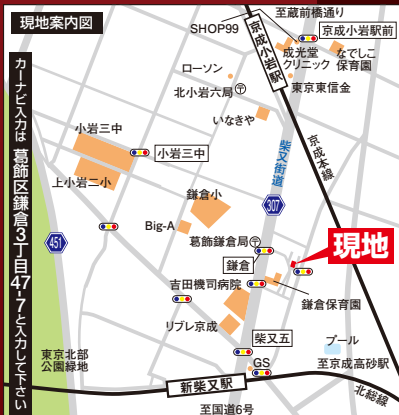 現地案内図
カーナビ入力は 葛飾区鎌倉3丁目47-7と入力して下さい
至蔵前橋通り
SHOP99
京成小岩駅
京成小岩駅前
成光堂
クリニック
なでしこ
保育園
ローソン
東京東信金
北小岩六局
いなきや
小岩三中
小岩三中
柴又街道
京成本線
上小岩二小
鎌倉小
307
Big-A
451
葛飾鎌倉局
現地
鎌倉
吉田機司病院
鎌倉保育園
リブレ京成
柴又五
プール
東京北部
公園緑地
GS
至京成高砂駅
新柴又駅
北総線
至国道6号